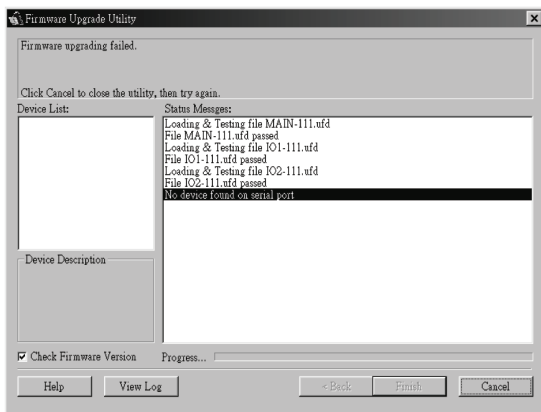 Firmware Upgrade Utility
Firmware upgrading failed.
Click Cancel to close the utility, then try again.
Device List:
Status Messges:
Loading & Testing file MAIN-111.ufd
File MAIN-111.ufd passed
Loading & Testing file IO1-111.ufd
File IO1-111.ufd passed
Loading & Testing file IO2-111.ufd
File IO2-111.ufd passed
No device found on serial port
Device Description
Check Firmware Version
Progress...
Help
View Log
< Back
Finish
Cancel